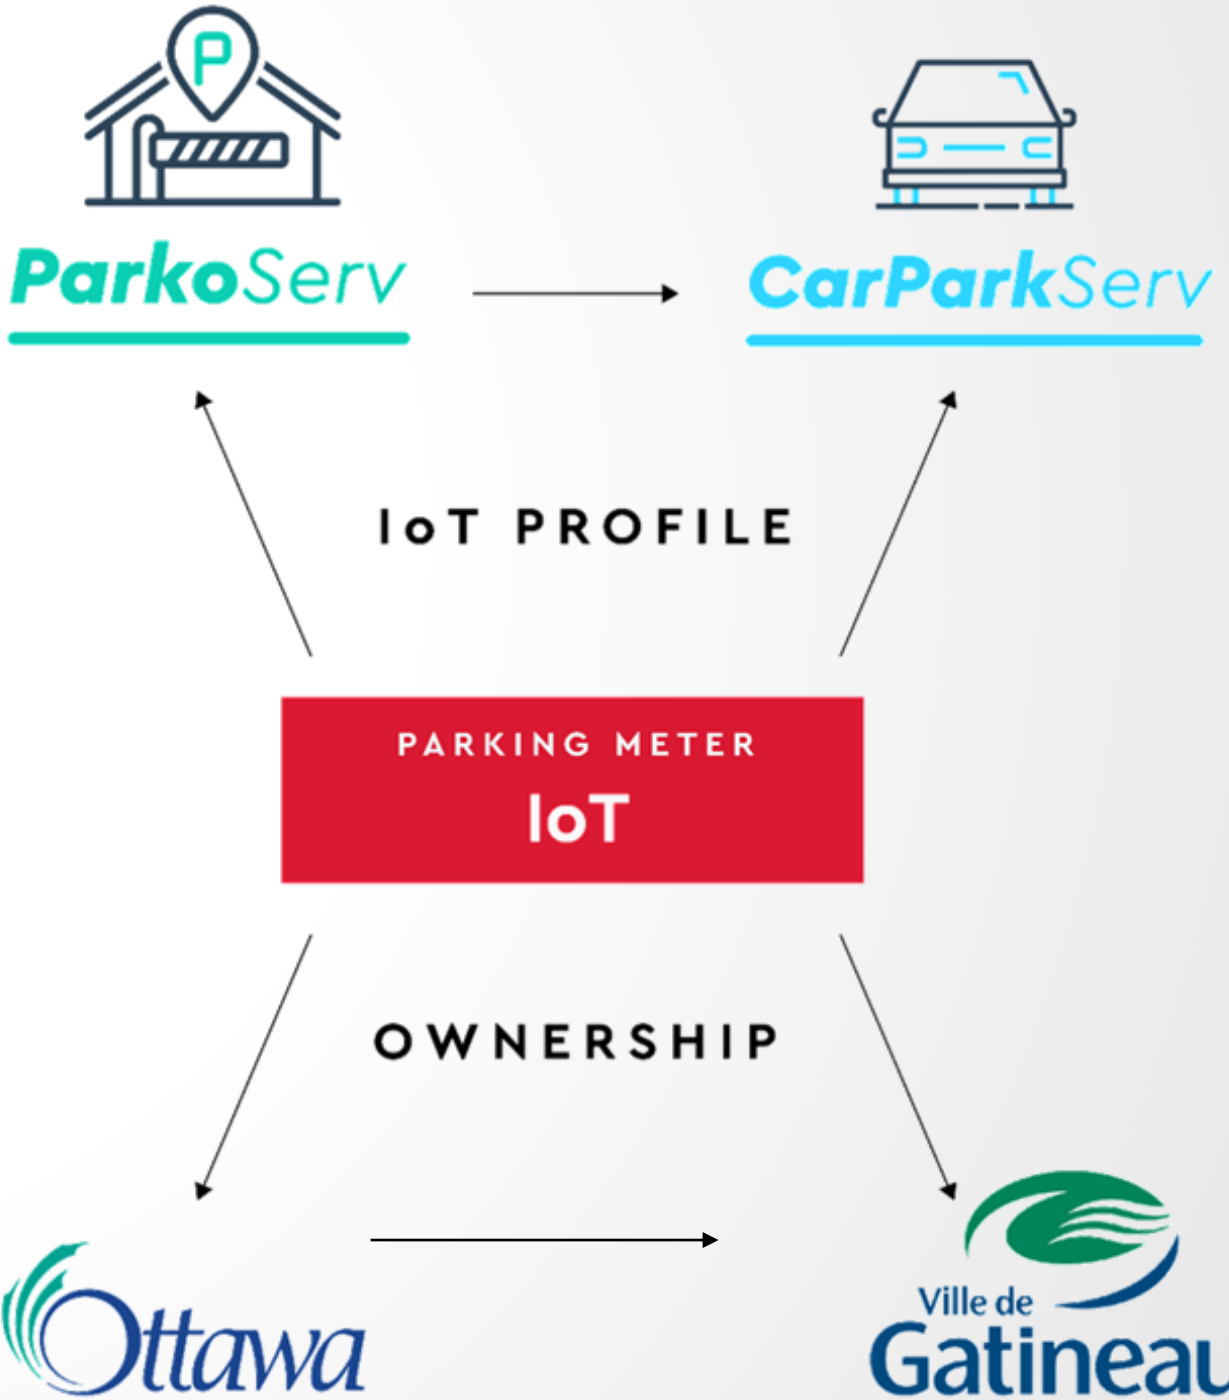 P
ParkoServ
CarParkServ
IoT PROFILE
PARKING METER
IoT
OWNERSHIP
Ottawa
Ville de
Gatineau